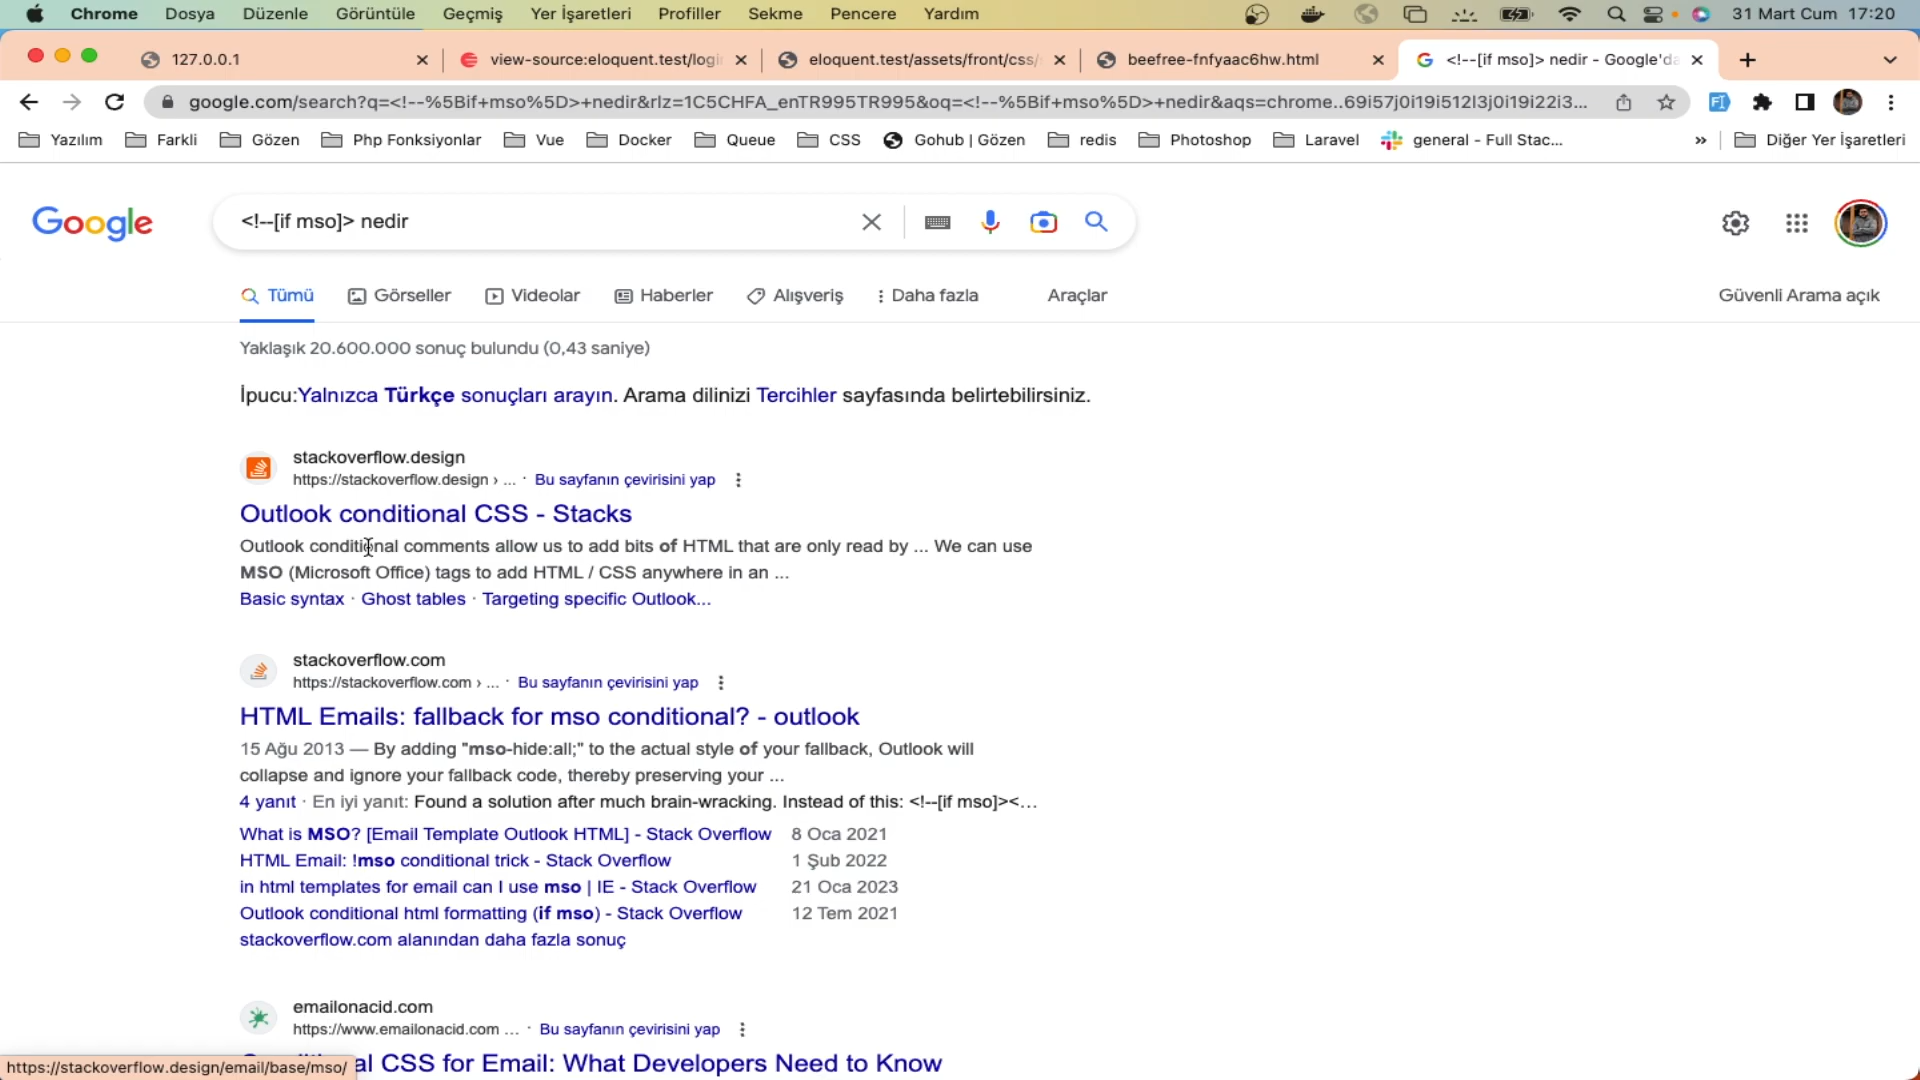 Chrome Dosya Düzenle Görüntüle Geçmiş Yer İşaretleri Profiller Sekme Pencere Yardım 31 Mart Cum 17:20
127.0.0.1 view-source:eloquent.test/logi eloquent.test/assets/front/css/ beefree-fnfyaac6hw.html <!--[if mso]> nedir - Google'da
google.com/search?q=<!--%5Bif+mso%5D>+nedir&rlz=1C5CHFA_enTR995TR995&oq=<!--%5Bif+mso%5D>+nedir&aqs=chrome..69i57j0i19i512l3j0i19i22i3...
Yazılım Farkli Gözen Php Fonksiyonlar Vue Docker Queue CSS Gohub | Gözen redis Photoshop Laravel general - Full Stac... » Diğer Yer İşaretleri
Google <!--[if mso]> nedir
Tümü Görseller Videolar Haberler Alışveriş Daha fazla Araçlar Güvenli Arama açık
Yaklaşık 20.600.000 sonuç bulundu (0,43 saniye)
İpucu:Yalnızca Türkçe sonuçları arayın. Arama dilinizi Tercihler sayfasında belirtebilirsiniz.
stackoverflow.design
https://stackoverflow.design › ... · Bu sayfanın çevirisini yap
Outlook conditional CSS - Stacks
Outlook conditional comments allow us to add bits of HTML that are only read by ... We can use
MSO (Microsoft Office) tags to add HTML / CSS anywhere in an ...
Basic syntax · Ghost tables · Targeting specific Outlook...
stackoverflow.com
https://stackoverflow.com › ... · Bu sayfanın çevirisini yap
HTML Emails: fallback for mso conditional? - outlook
15 Ağu 2013 — By adding "mso-hide:all;" to the actual style of your fallback, Outlook will
collapse and ignore your fallback code, thereby preserving your ...
4 yanıt · En iyi yanıt: Found a solution after much brain-wracking. Instead of this: <!--[if mso]><...
What is MSO? [Email Template Outlook HTML] - Stack Overflow 8 Oca 2021
HTML Email: !mso conditional trick - Stack Overflow 1 Şub 2022
in html templates for email can I use mso | IE - Stack Overflow 21 Oca 2023
Outlook conditional html formatting (if mso) - Stack Overflow 12 Tem 2021
stackoverflow.com alanından daha fazla sonuç
emailonacid.com
https://www.emailonacid.com ... · Bu sayfanın çevirisini yap
al CSS for Email: What Developers Need to Know
https://stackoverflow.design/email/base/mso/